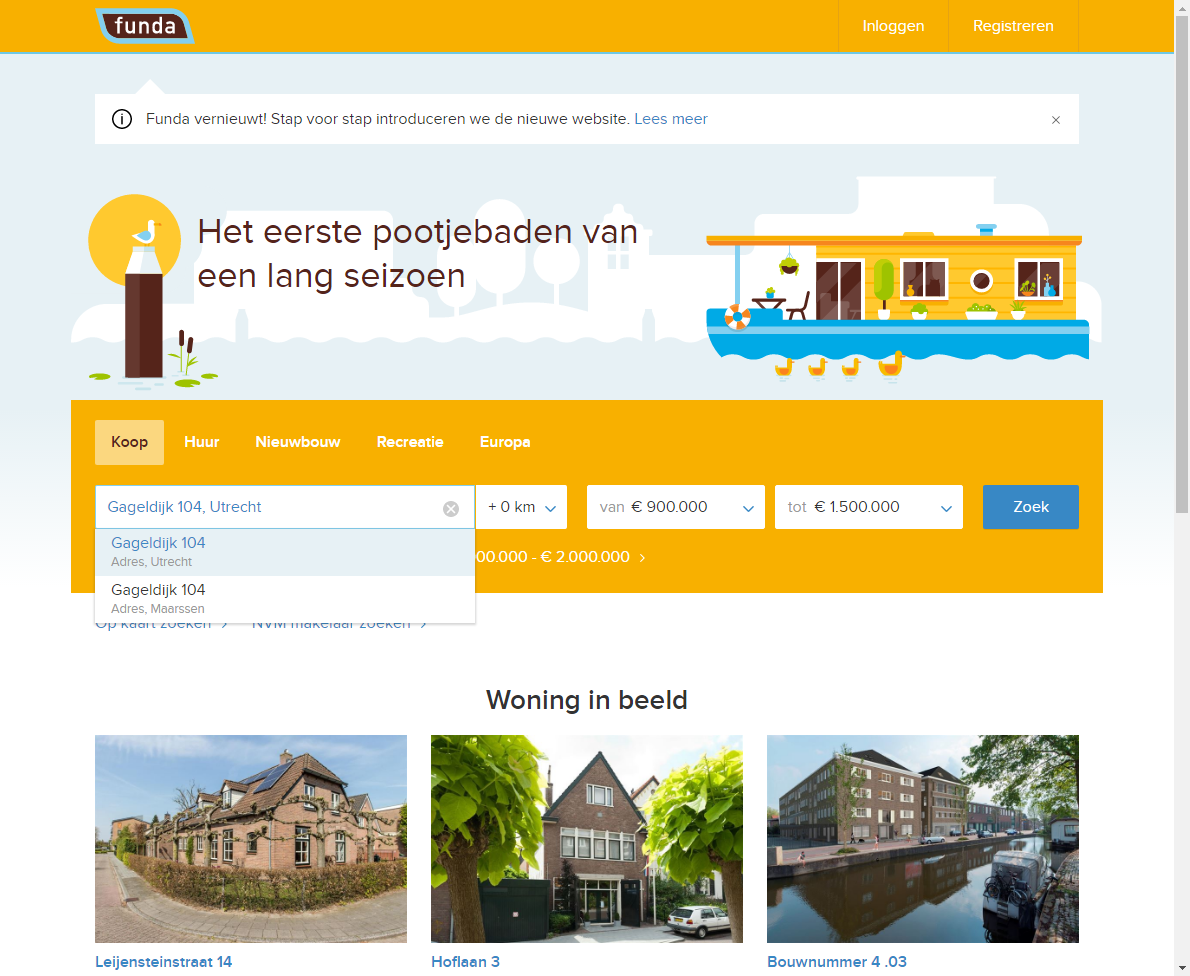 funda
Inloggen
Registreren
Funda vernieuwt! Stap voor stap introduceren we de nieuwe website. Lees meer
Het eerste pootjebaden van
een lang seizoen
Koop
Huur
Nieuwbouw
Recreatie
Europa
Gageldijk 104, Utrecht
+ 0 km
van € 900.000
tot € 1.500.000
Zoek
Gageldijk 104
Adres, Utrecht
00.000 - € 2.000.000
Gageldijk 104
Adres, Maarssen
Op kaart zoeken
NVM makelaar zoeken
Woning in beeld
Leijensteinstraat 14
Hoflaan 3
Bouwnummer 4 .03